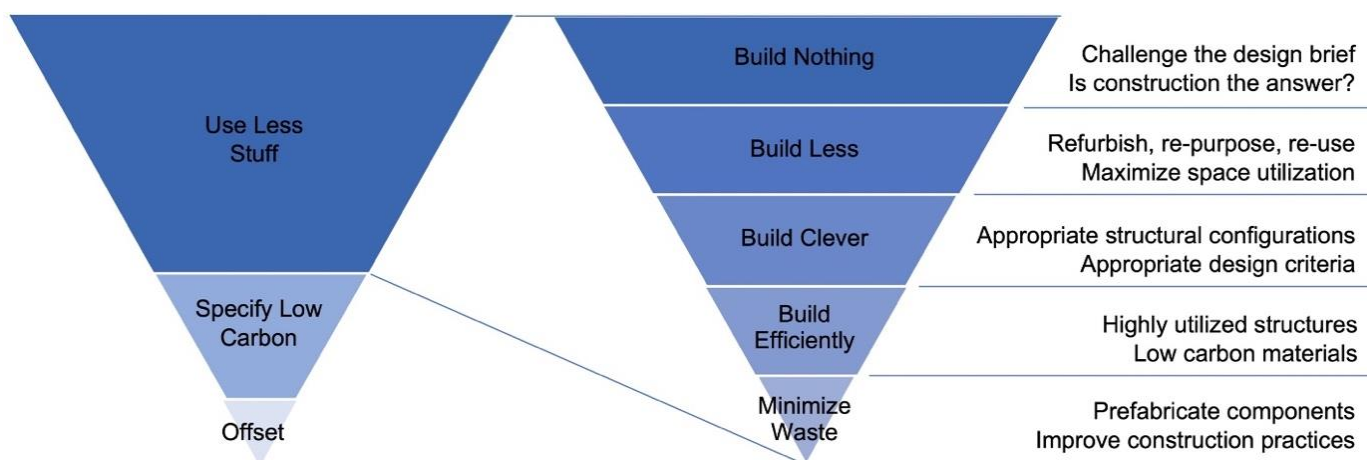 Use Less
Stuff
Specify Low
Carbon
Offset
Build Nothing
Challenge the design brief
Is construction the answer?
Build Less
Refurbish, re-purpose, re-use
Maximize space utilization
Build Clever
Appropriate structural configurations
Appropriate design criteria
Build
Efficiently
Highly utilized structures
Low carbon materials
Minimize
Waste
Prefabricate components
Improve construction practices